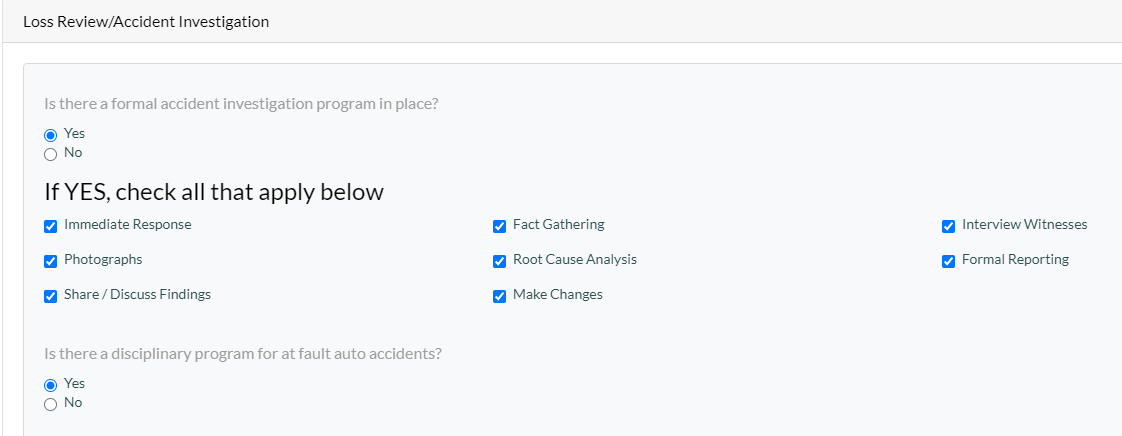 Loss Review/Accident Investigation
Is there a formal accident investigation program in place?
Yes
No
If YES, check all that apply below
Immediate Response Fact Gathering Interview Witnesses
Photographs Root Cause Analysis Formal Reporting
Share / Discuss Findings Make Changes
Is there a disciplinary program for at fault auto accidents?
Yes
No